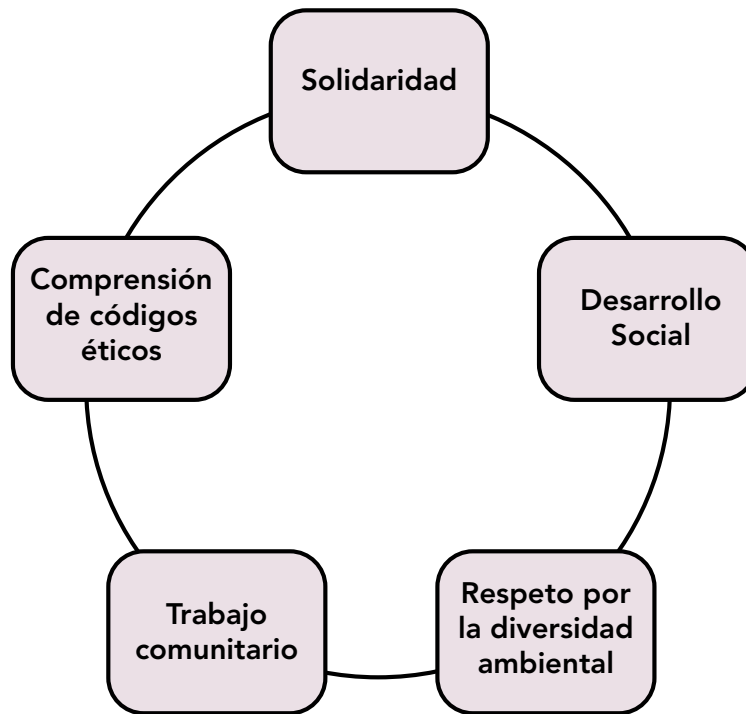 Solidaridad
Desarrollo
Social
Respeto por
la diversidad
ambiental
Trabajo
comunitario
Comprensión
de códigos
éticos